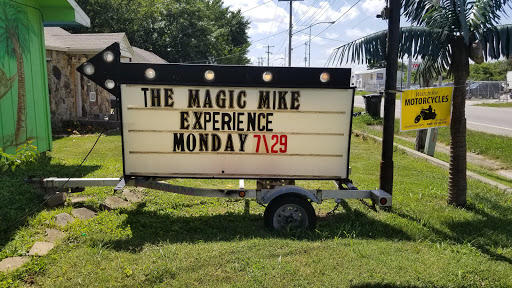 THE MAGIC MIKE
EXPERIENCE
MONDAY 7\29
MOTORCYCLES